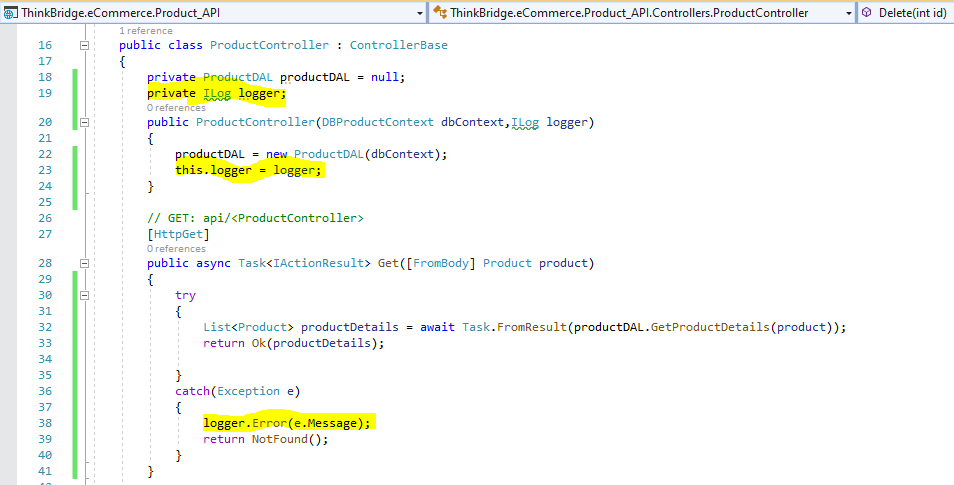 ThinkBridge.eCommerce.Product_API
ThinkBridge.eCommerce.Product_API.Controllers.ProductController
Delete(int id)
1 reference
16 public class ProductController : ControllerBase
17 {
18 private ProductDAL productDAL = null;
19 private ILog logger;
0 references
20 public ProductController(DBProductContext dbContext,ILog logger)
21 {
22 productDAL = new ProductDAL(dbContext);
23 this.logger = logger;
24 }
25
26 // GET: api/<ProductController>
27 [HttpGet]
0 references
28 public async Task<IActionResult> Get([FromBody] Product product)
29 {
30 try
31 {
32 List<Product> productDetails = await Task.FromResult(productDAL.GetProductDetails(product));
33 return Ok(productDetails);
34
35 }
36 catch(Exception e)
37 {
38 logger.Error(e.Message);
39 return NotFound();
40 }
41 }